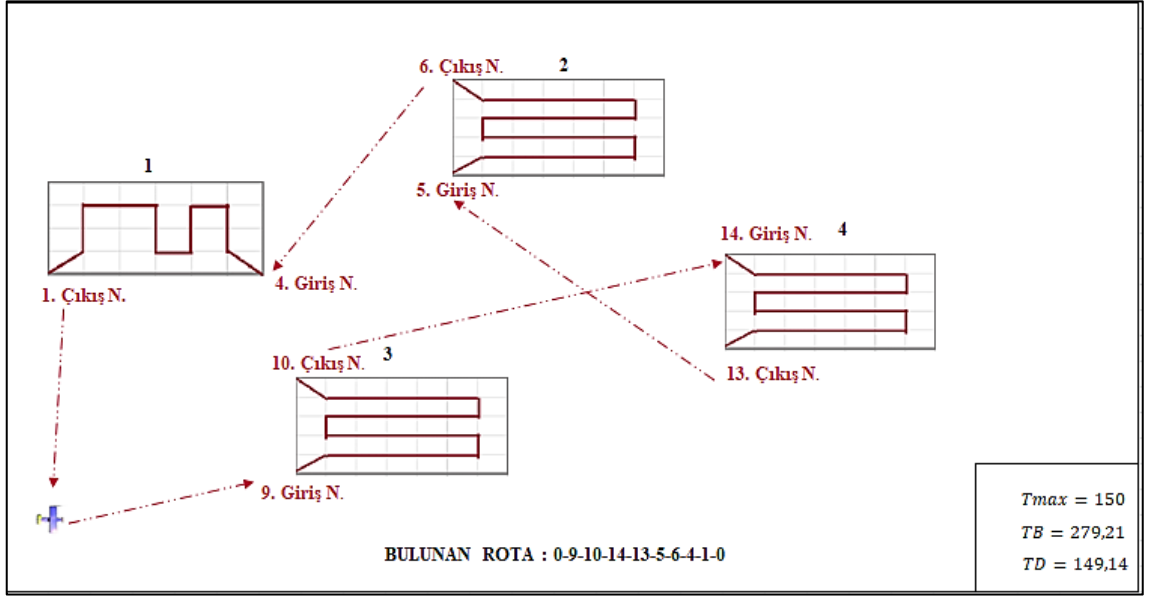 6. Çıkış N.
2
1
5. Giriş N.
14. Giriş N.
4
4. Giriş N.
1. Çıkış N.
10. Çıkış N.
3
13. Çıkış N.
9. Giriş N.
Tmax = 150
TB = 279,21
TD = 149,14
BULUNAN ROTA : 0-9-10-14-13-5-6-4-1-0